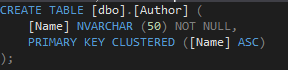 CREATE TABLE [dbo].[Author] (
    [Name] NVARCHAR (50) NOT NULL,
    PRIMARY KEY CLUSTERED ([Name] ASC)
);